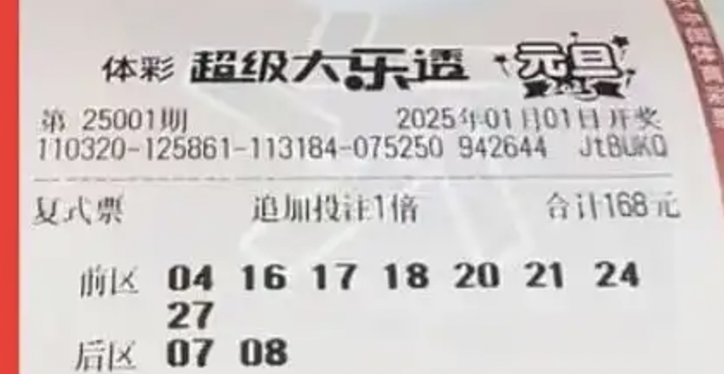 体彩 超级大乐透 元旦
第 25001期 2025年01月01日开奖
110320-125861-113184-075250 942644 JtBUKQ
复式票 追加投注1倍 合计168元
前区 04 16 17 18 20 21 24
27
后区 07 08